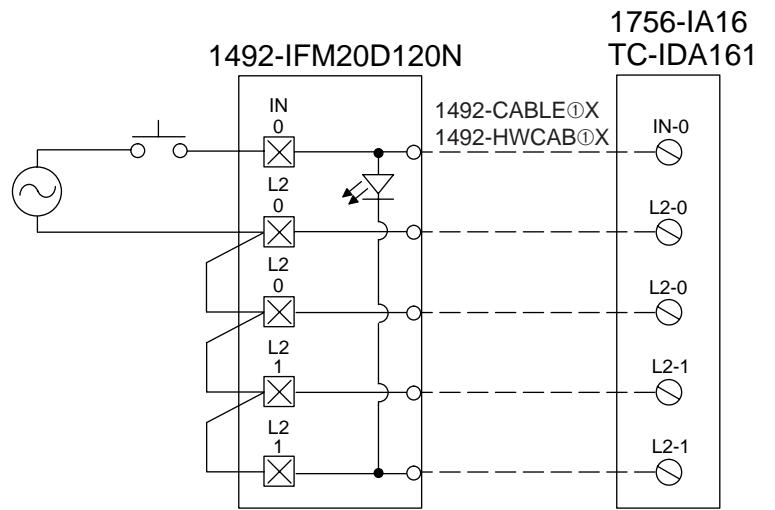 1756-IA16
TC-IDA161
1492-IFM20D120N
IN
0
1492-CABLE①X
1492-HWCAB①X
IN-0
L2
0
L2-0
L2
0
L2-0
L2
1
L2-1
L2
1
L2-1